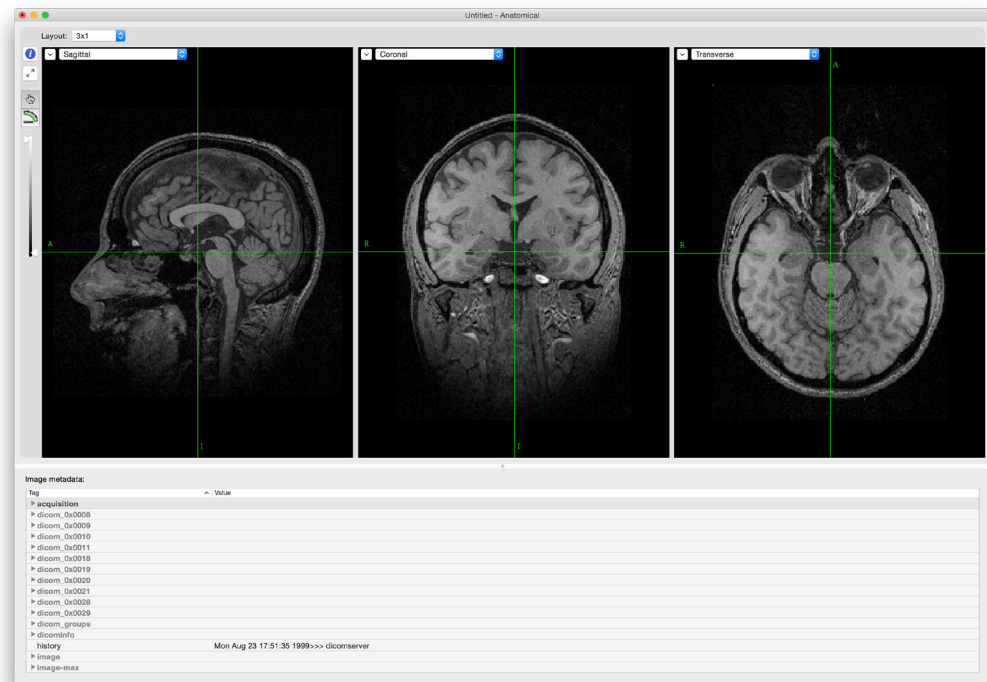 Untitled - Anatomical
Layout: 3x1
i
Sagittal
Coronal
Transverse
A
A
R
R
I
I
Image metadata:
Tag Value
acquisition
dicom_0x0008
dicom_0x0009
dicom_0x0010
dicom_0x0011
dicom_0x0018
dicom_0x0019
dicom_0x0020
dicom_0x0021
dicom_0x0028
dicom_0x0029
dicom_groups
dicominfo
history Mon Aug 23 17:51:35 1999>>> dicomserver
image
image-max